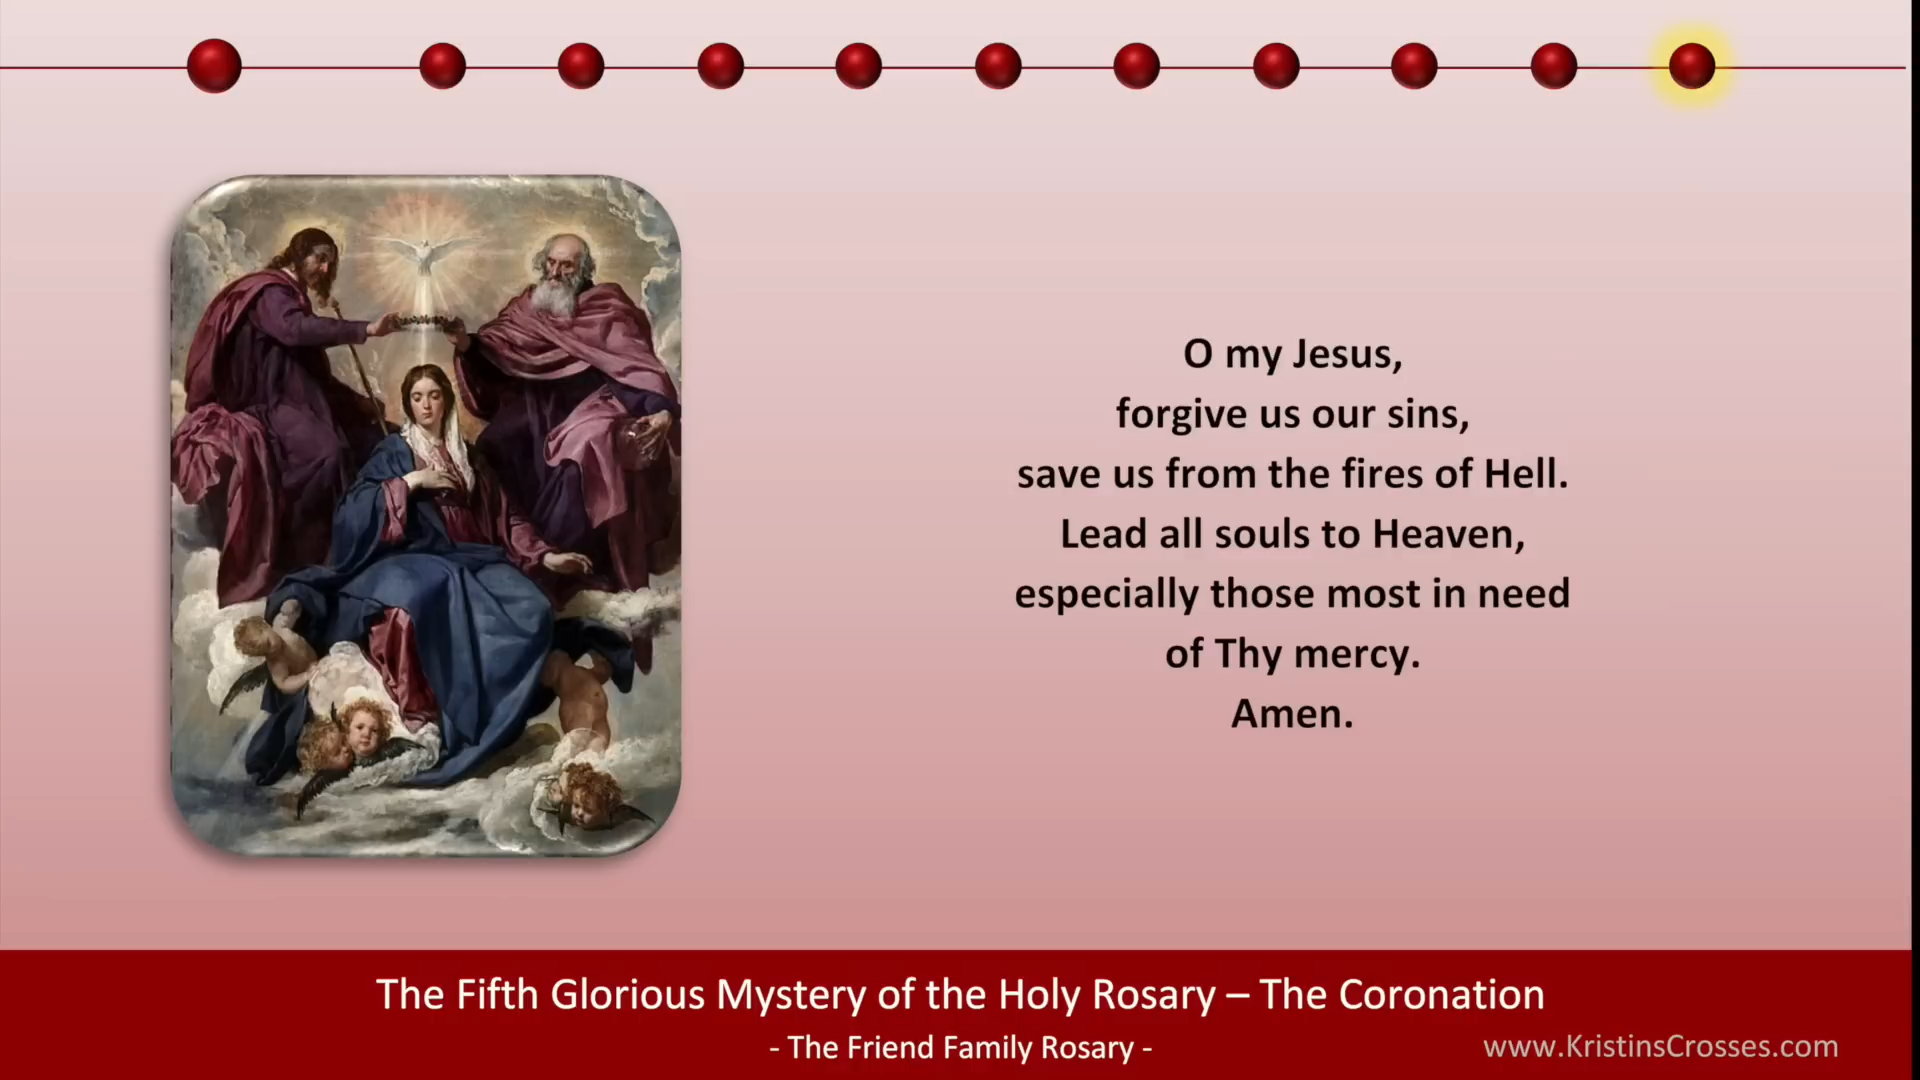 O my Jesus,
forgive us our sins,
save us from the fires of Hell.
Lead all souls to Heaven,
especially those most in need
of Thy mercy.
Amen.
The Fifth Glorious Mystery of the Holy Rosary – The Coronation
- The Friend Family Rosary -
www.KristinsCrosses.com